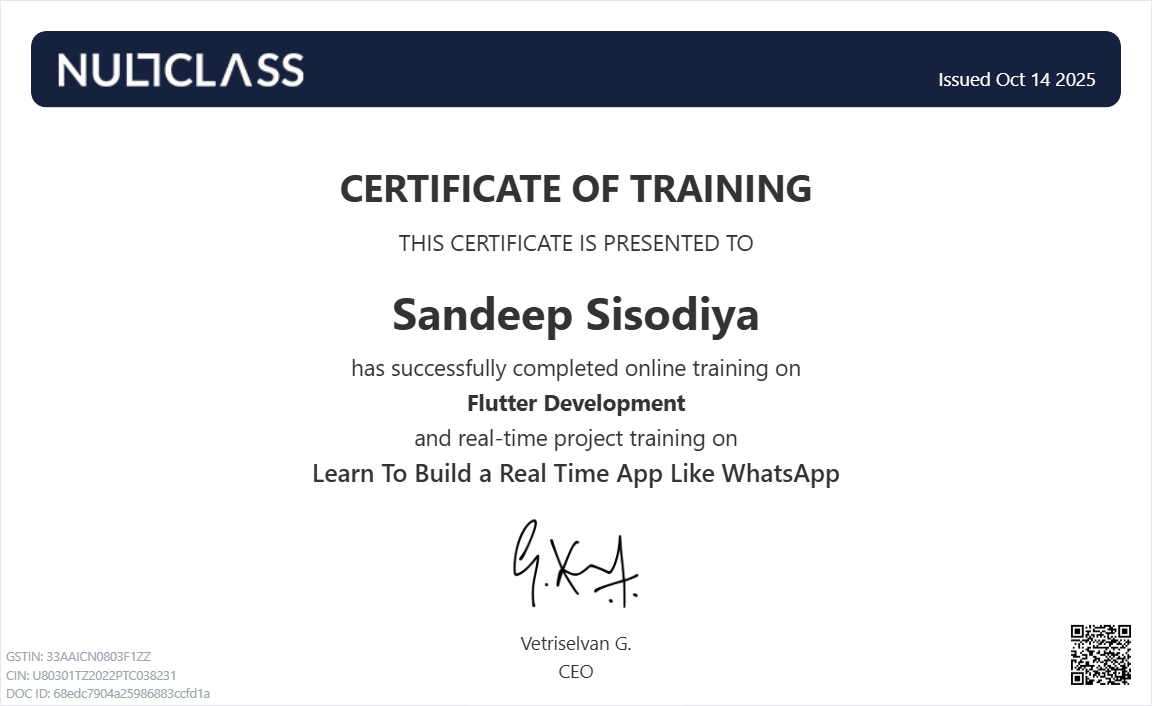 NULLCLASS
Issued Oct 14 2025
CERTIFICATE OF TRAINING
THIS CERTIFICATE IS PRESENTED TO
Sandeep Sisodiya
has successfully completed online training on
Flutter Development
and real-time project training on
Learn To Build a Real Time App Like WhatsApp
Vetriselvan G.
CEO
GSTIN: 33AAICN0803F1ZZ
CIN: U80301TZ2022PTC038231
DOC ID: 68edc7904a25986883ccfd1a